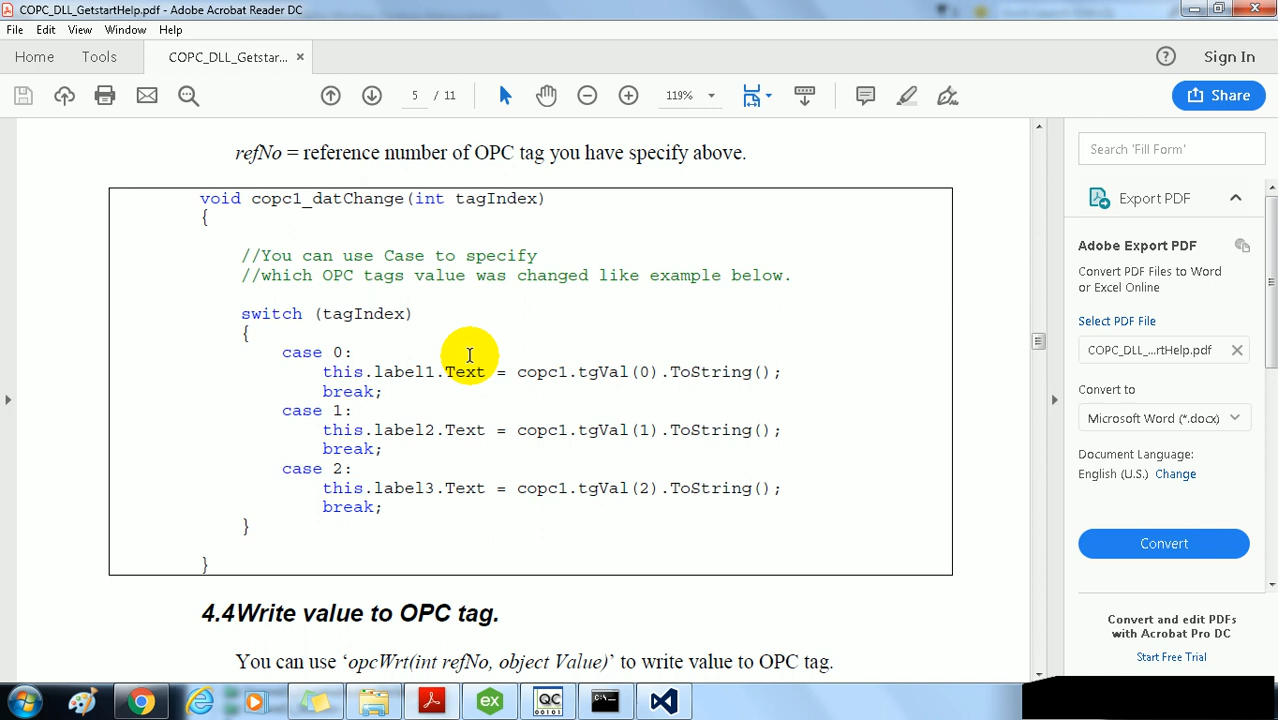 COPC_DLL_GetstartHelp.pdf - Adobe Acrobat Reader DC
File Edit View Window Help
Home Tools COPC_DLL_Getstar... × ? Sign In
5 / 11 119% Share
refNo = reference number of OPC tag you have specify above.
void copc1_datChange(int tagIndex)
{
//You can use Case to specify
//which OPC tags value was changed like example below.
switch (tagIndex)
{
case 0:
this.label1.Text = copc1.tgVal(0).ToString();
break;
case 1:
this.label2.Text = copc1.tgVal(1).ToString();
break;
case 2:
this.label3.Text = copc1.tgVal(2).ToString();
break;
}
}
4.4Write value to OPC tag.
You can use ‘opcWrt(int refNo, object Value)’ to write value to OPC tag.
Search 'Fill Form'
Export PDF
Adobe Export PDF
Convert PDF Files to Word
or Excel Online
Select PDF File
COPC_DLL_...rtHelp.pdf
Convert to
Microsoft Word (*.docx)
Document Language:
English (U.S.) Change
Convert
Convert and edit PDFs
with Acrobat Pro DC
Start Free Trial
ex
QC
00101
C:\